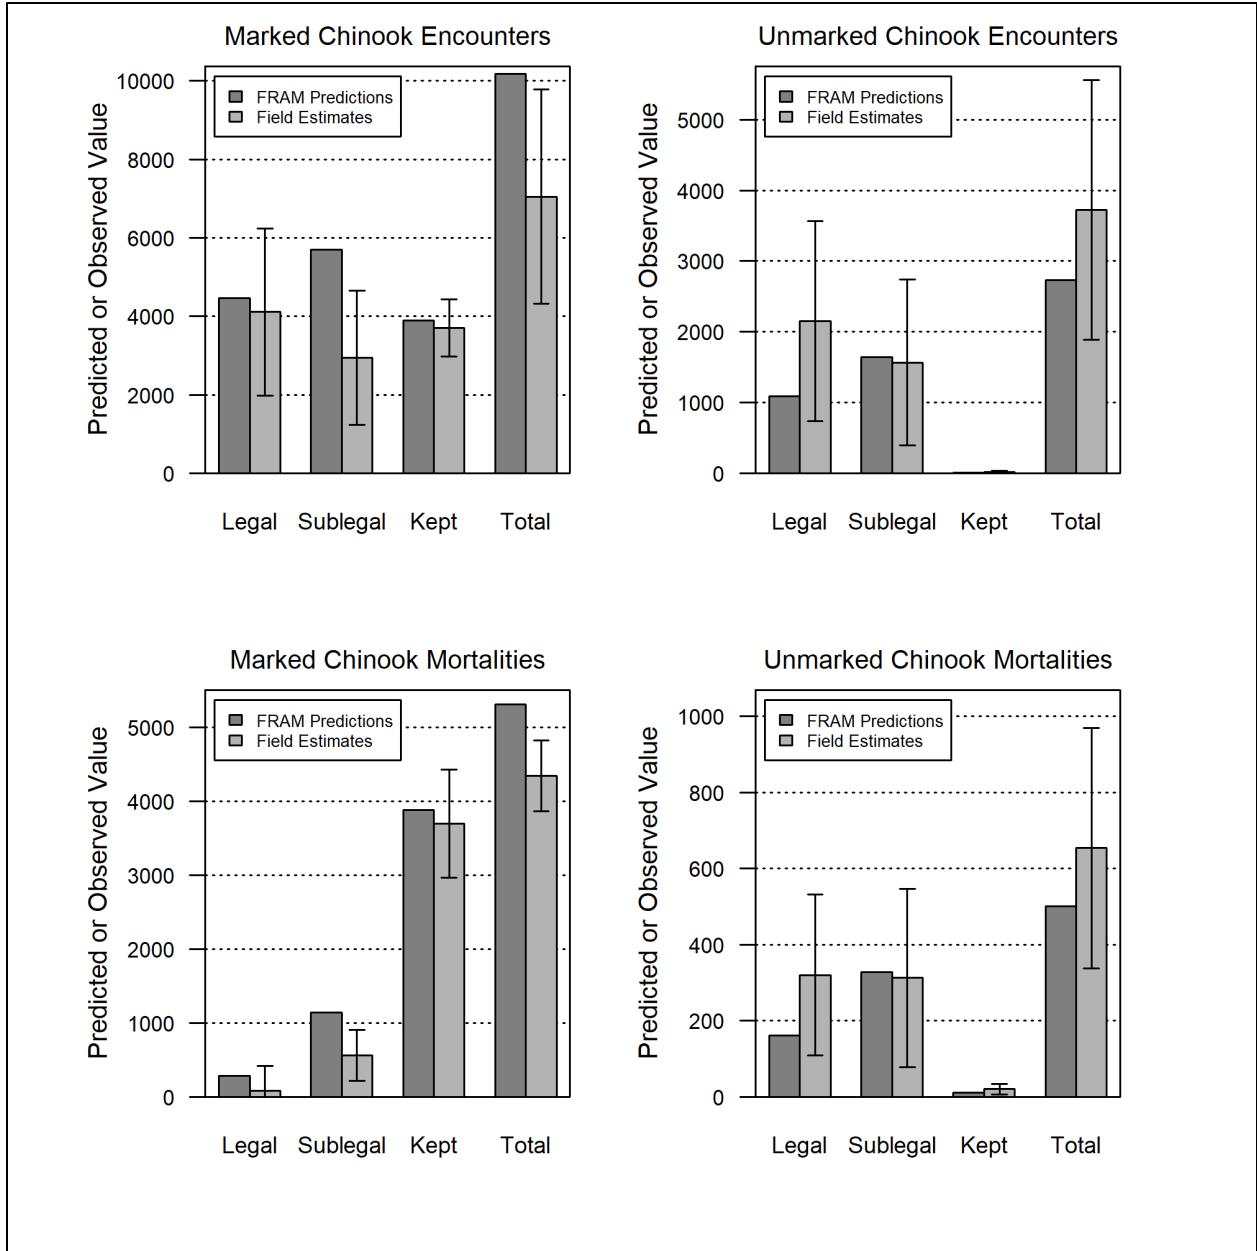 Marked Chinook Encounters
Predicted or Observed Value
10000
8000
6000
4000
2000
0
FRAM Predictions
Field Estimates
Legal Sublegal Kept Total
Unmarked Chinook Encounters
Predicted or Observed Value
5000
4000
3000
2000
1000
0
FRAM Predictions
Field Estimates
Legal Sublegal Kept Total
Marked Chinook Mortalities
Predicted or Observed Value
5000
4000
3000
2000
1000
0
FRAM Predictions
Field Estimates
Legal Sublegal Kept Total
Unmarked Chinook Mortalities
Predicted or Observed Value
1000
800
600
400
200
0
FRAM Predictions
Field Estimates
Legal Sublegal Kept Total